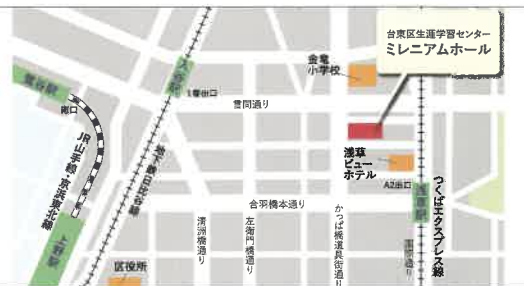 台東区生涯学習センター
ミレニアムホール
金竜
小学校
入谷駅
1番出口
鶯谷駅
南口
言問通り
JR山手線・京浜東北線
地下鉄日比谷線
浅草
ビュー
ホテル
A2出口
浅草駅
つくばエクスプレス線
合羽橋本通り
上野駅
清洲橋通り
左衛門橋通り
かっぱ橋道具街通り
国際通り
区役所